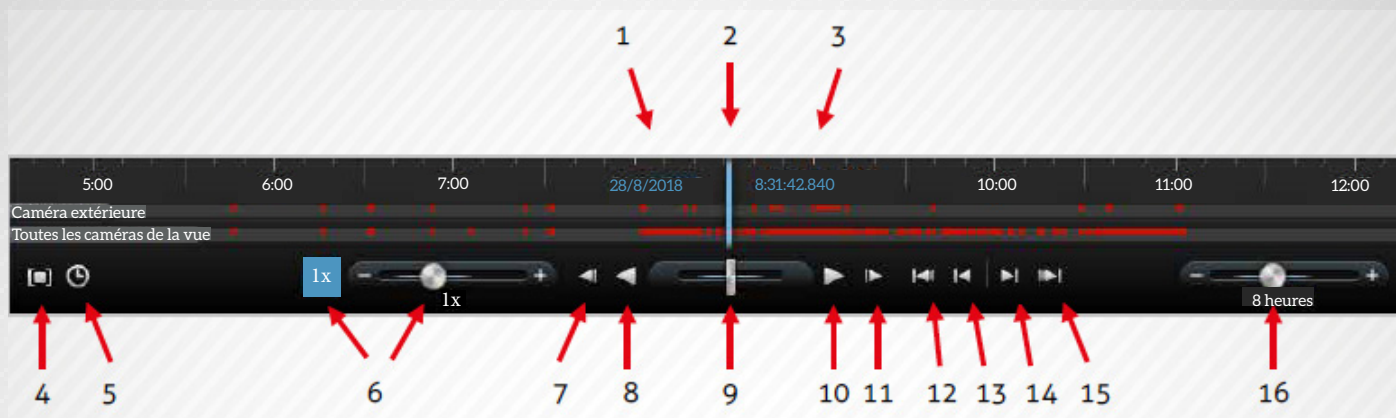 1 2 3
5:00 6:00 7:00 28/8/2018 8:31:42.840 10:00 11:00 12:00
Caméra extérieure
Toutes les caméras de la vue
1x - + - +
1x 8 heures
4 5 6 7 8 9 10 11 12 13 14 15 16